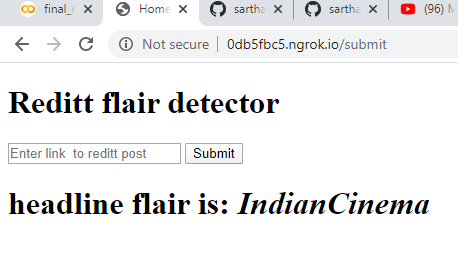 final_
Home
sartha
sartha
(96)
Not secure | 0db5fbc5.ngrok.io/submit
Reditt flair detector
Enter link to reditt post
Submit
headline flair is: IndianCinema